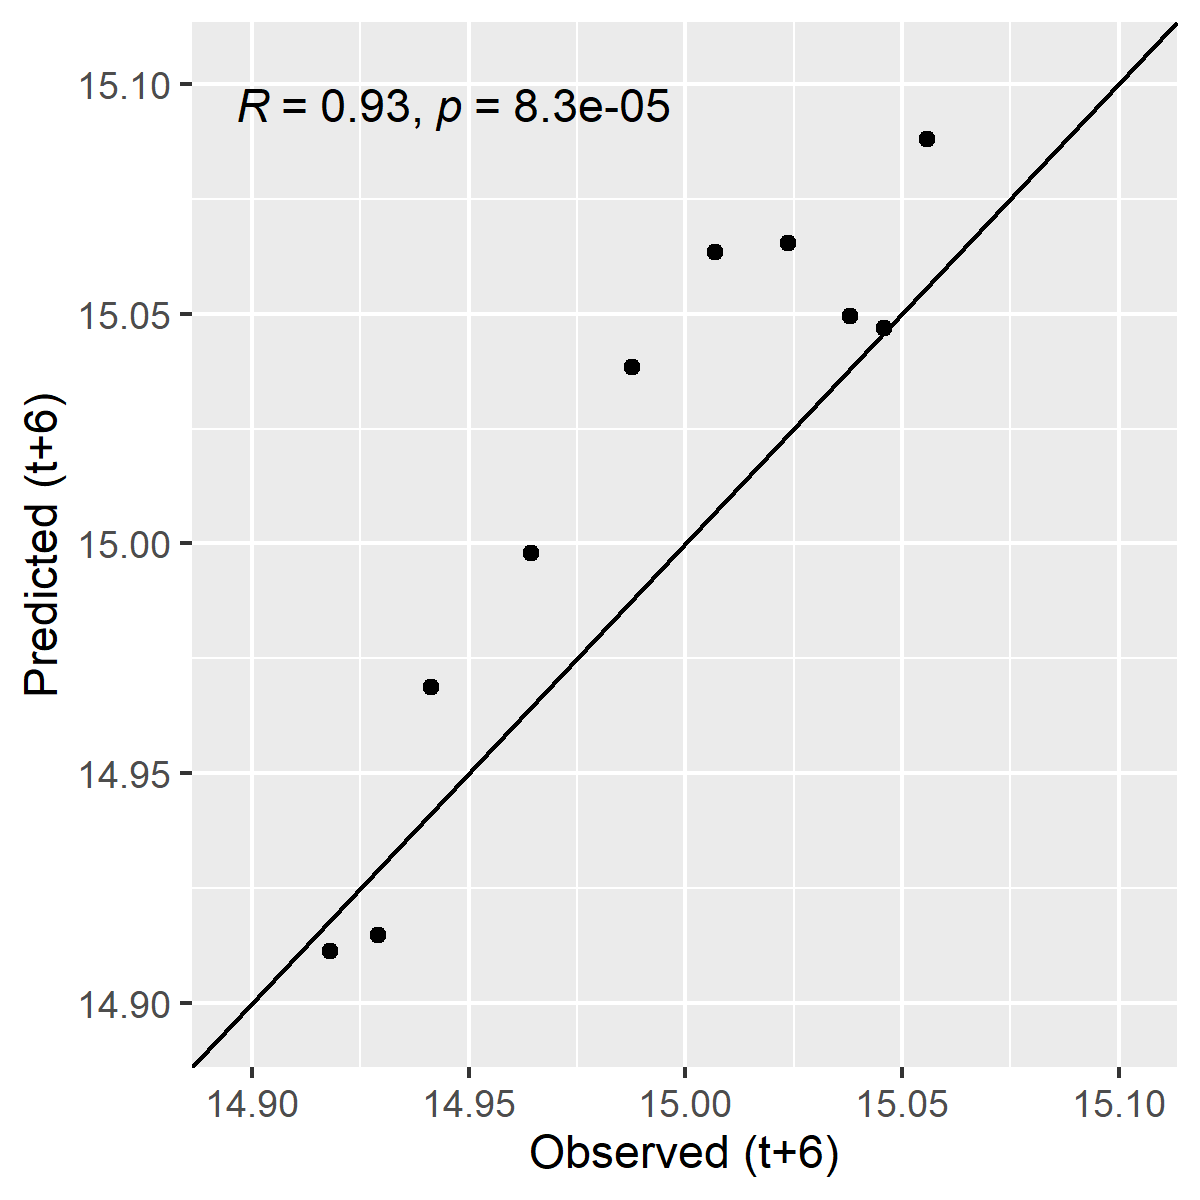 R = 0.93, p = 8.3e-05
15.10
15.05
15.00
14.95
14.90
Predicted (t+6)
14.90 14.95 15.00 15.05 15.10
Observed (t+6)